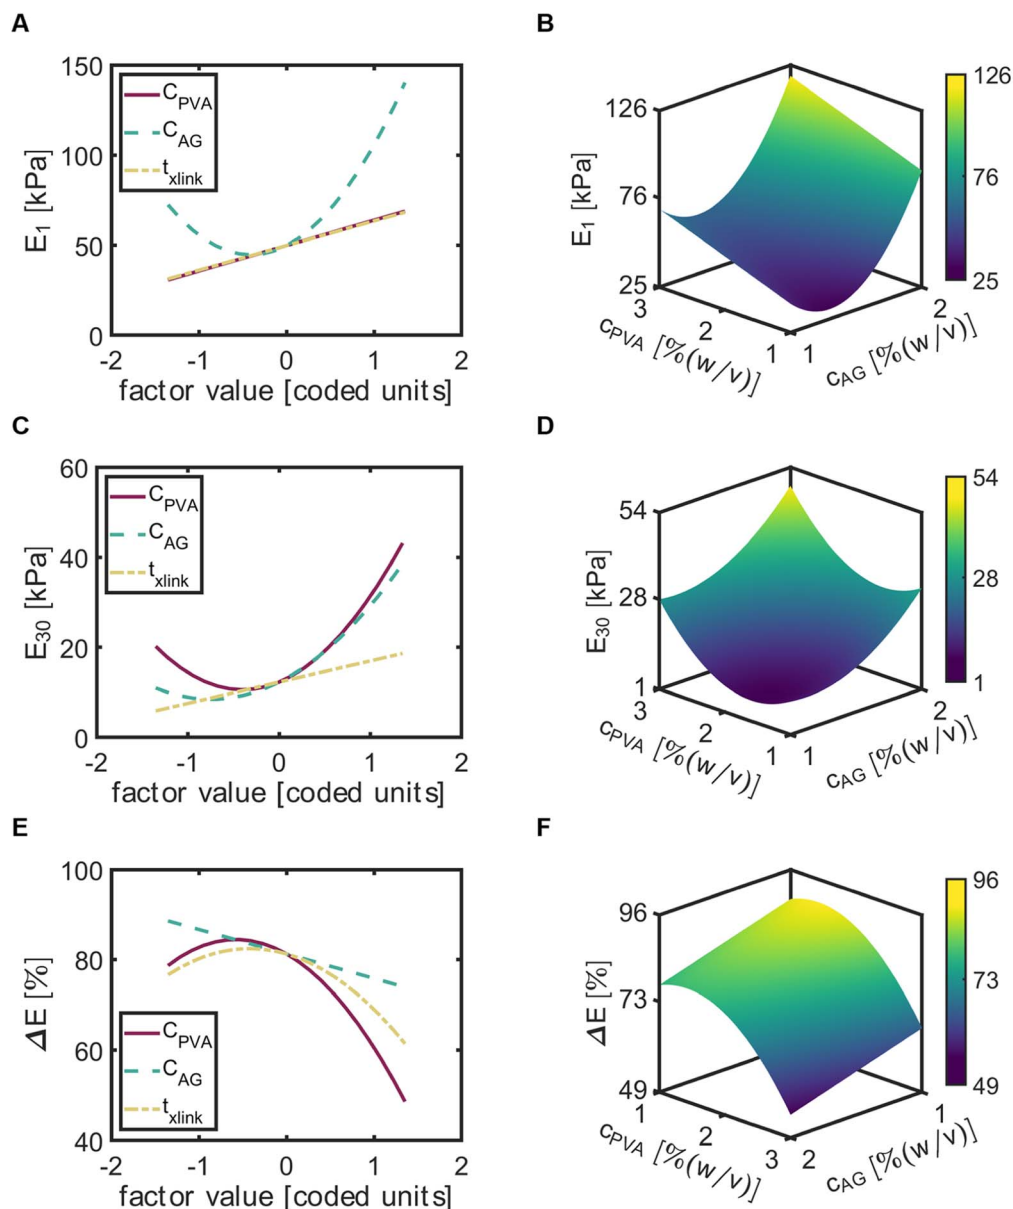 A
150
100
50
0
E1 [kPa]
CPVA
CAG
txlink
-2 -1 0 1 2
factor value [coded units]
B
126
76
25
E1 [kPa]
3 2 1
cPVA [%(w/v)]
1 2
cAG [%(w/v)]
126
76
25
C
60
40
20
0
E30 [kPa]
CPVA
CAG
txlink
-2 -1 0 1 2
factor value [coded units]
D
54
28
1
E30 [kPa]
3 2 1
cPVA [%(w/v)]
1 2
cAG [%(w/v)]
54
28
1
E
100
80
60
40
ΔE [%]
CPVA
CAG
txlink
-2 -1 0 1 2
factor value [coded units]
F
96
73
49
ΔE [%]
1 2 3
cPVA [%(w/v)]
2 1
cAG [%(w/v)]
96
73
49